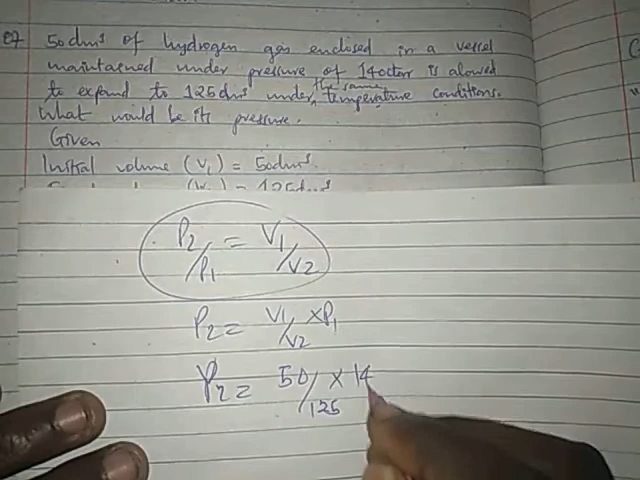 Q7 50dm³ of hydrogen gas enclosed in a vessel
maintained under pressure of 140torr is alowed
to expand to 125dm³ under the same temperature conditions.
What would be its pressure.
Given
Initial volume (V1) = 50dm³.
P2/P1 = V1/V2
P2 = V1/V2 × P1
P2 = 50/125 × 14